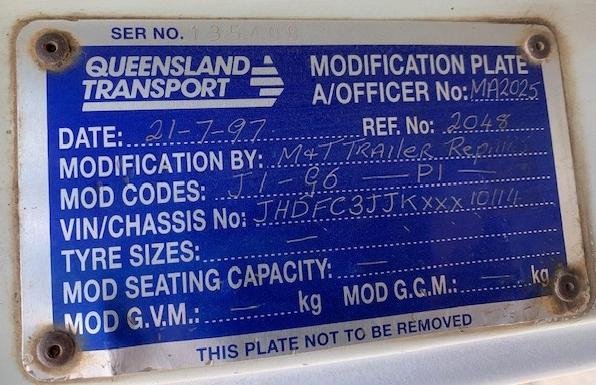 SER NO. 135408
QUEENSLAND TRANSPORT
MODIFICATION PLATE
A/OFFICER No: MA2025
DATE: 21-7-97 REF. No: 2048
MODIFICATION BY: M&T TRAILER
MOD CODES: J1 - G6 — P1 —
VIN/CHASSIS No: JHDFC3JJKXXX10114
TYRE SIZES: —
MOD SEATING CAPACITY: —
MOD G.V.M.: — kg MOD G.C.M.: — kg
THIS PLATE NOT TO BE REMOVED